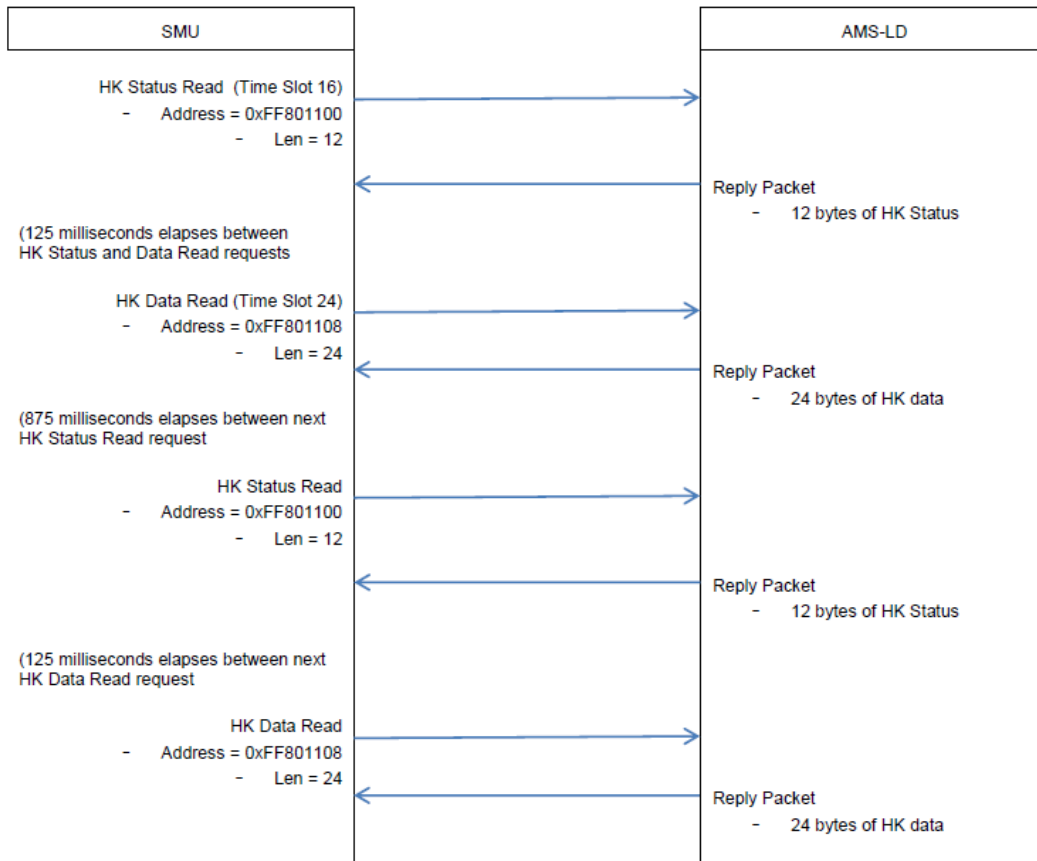 SMU
AMS-LD
HK Status Read (Time Slot 16)
- Address = 0xFF801100
- Len = 12
Reply Packet
- 12 bytes of HK Status
(125 milliseconds elapses between
HK Status and Data Read requests
HK Data Read (Time Slot 24)
- Address = 0xFF801108
- Len = 24
Reply Packet
- 24 bytes of HK data
(875 milliseconds elapses between next
HK Status Read request
HK Status Read
- Address = 0xFF801100
- Len = 12
Reply Packet
- 12 bytes of HK Status
(125 milliseconds elapses between next
HK Data Read request
HK Data Read
- Address = 0xFF801108
- Len = 24
Reply Packet
- 24 bytes of HK data